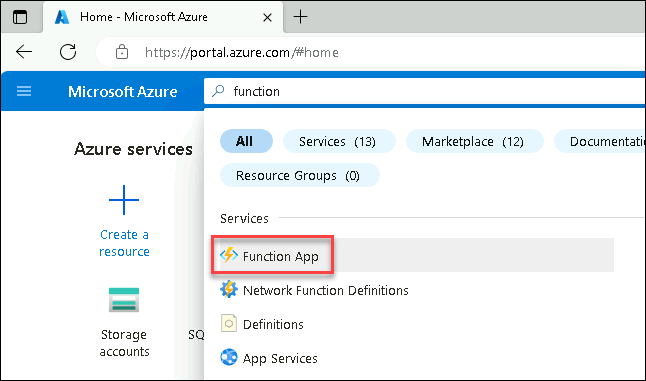 Home - Microsoft Azure
https://portal.azure.com/#home
Microsoft Azure
function
All
Services (13)
Marketplace (12)
Resource Groups (0)
Azure services
Services
Create a
resource
Function App
Network Function Definitions
Definitions
App Services
Storage
accounts
SQ